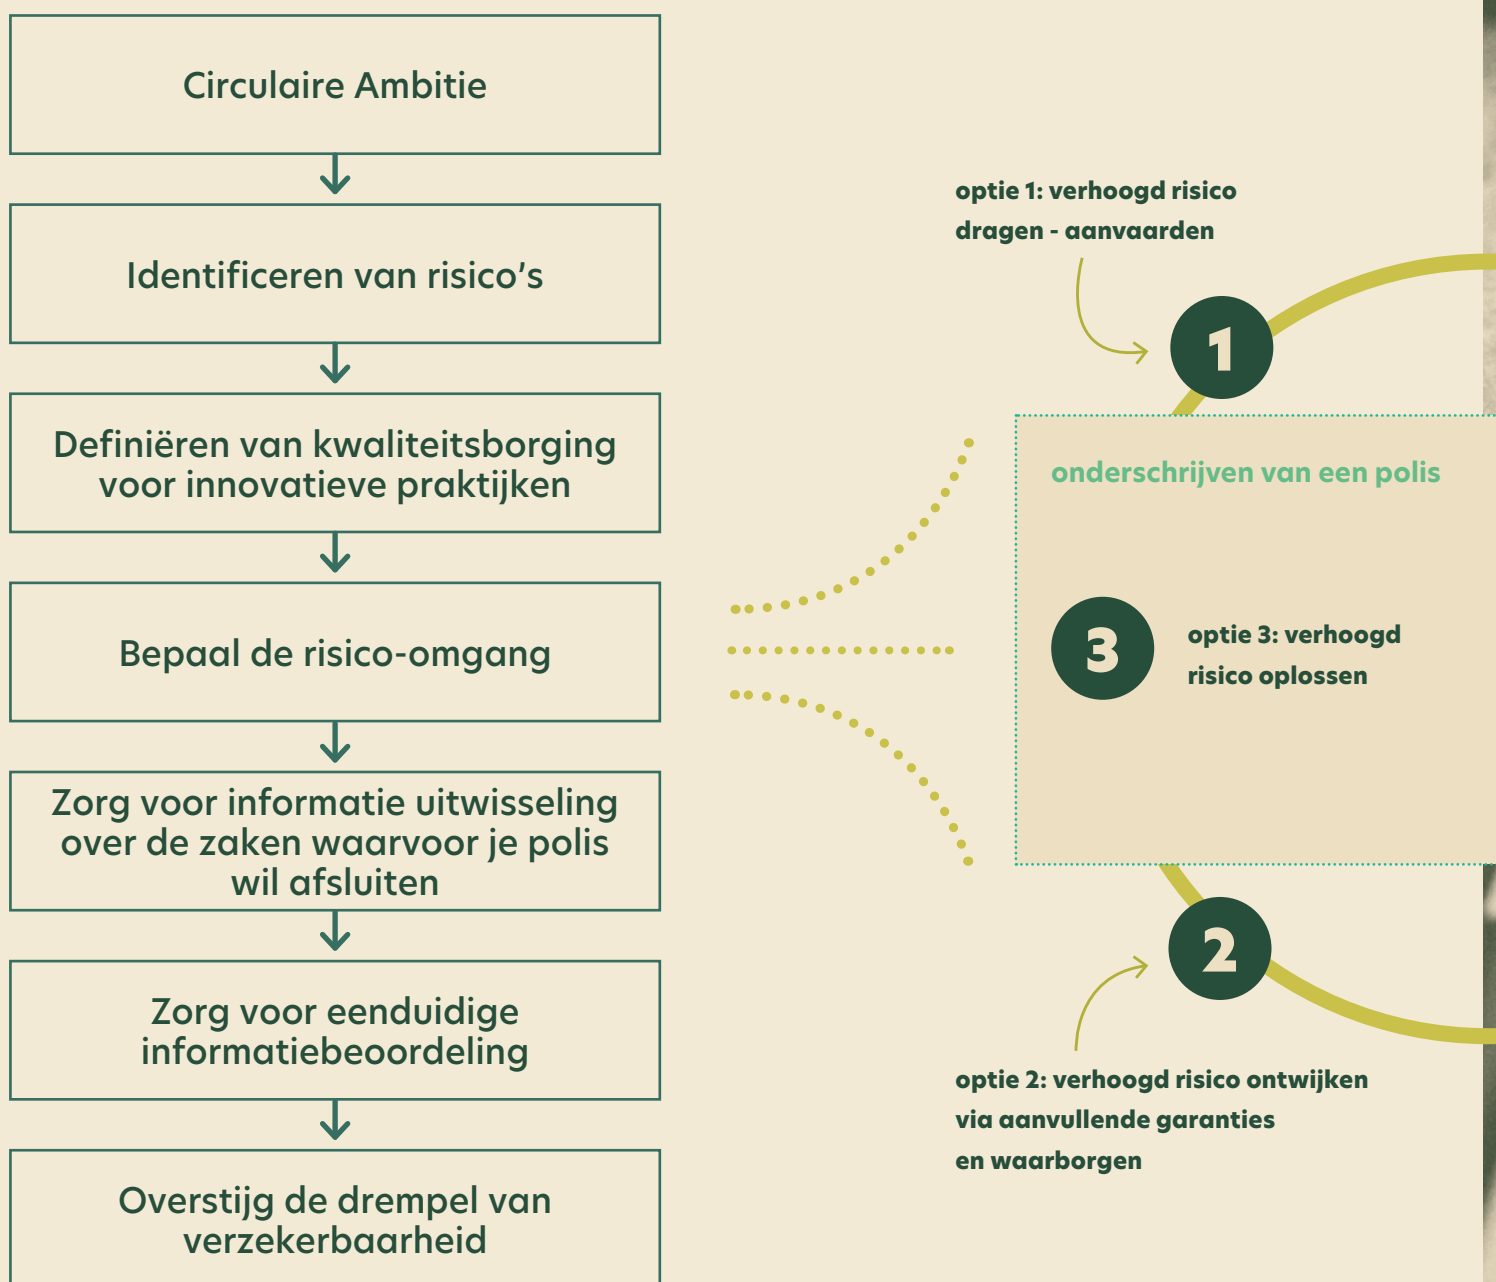 Circulaire Ambitie
Identificeren van risico's
Definiëren van kwaliteitsborging
voor innovatieve praktijken
Bepaal de risico-omgang
Zorg voor informatie uitwisseling
over de zaken waarvoor je polis
wil afsluiten
Zorg voor eenduidige
informatiebeoordeling
Overstijg de drempel van
verzekerbaarheid
optie 1: verhoogd risico
dragen - aanvaarden
1
onderschrijven van een polis
3
optie 3: verhoogd
risico oplossen
2
optie 2: verhoogd risico ontwijken
via aanvullende garanties
en waarborgen